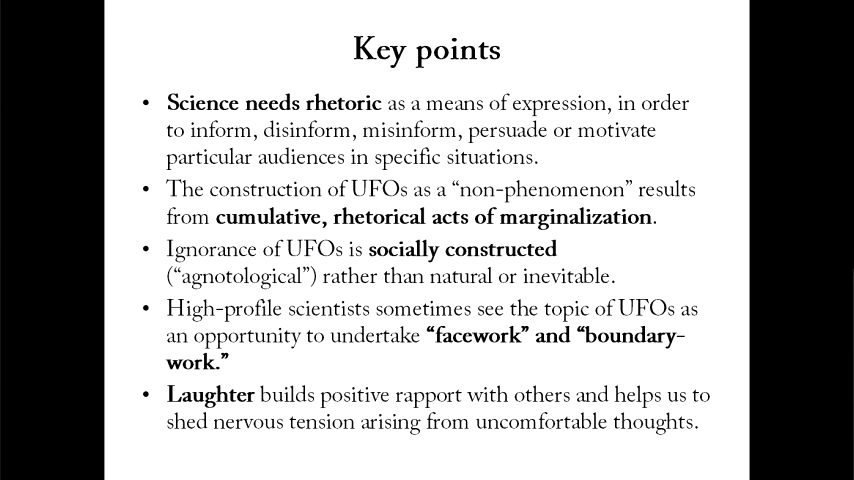 Key points
• Science needs rhetoric as a means of expression, in order
to inform, disinform, misinform, persuade or motivate
particular audiences in specific situations.
• The construction of UFOs as a “non-phenomenon” results
from cumulative, rhetorical acts of marginalization.
• Ignorance of UFOs is socially constructed
(“agnotological”) rather than natural or inevitable.
• High-profile scientists sometimes see the topic of UFOs as
an opportunity to undertake “facework” and “boundary-
work.”
• Laughter builds positive rapport with others and helps us to
shed nervous tension arising from uncomfortable thoughts.